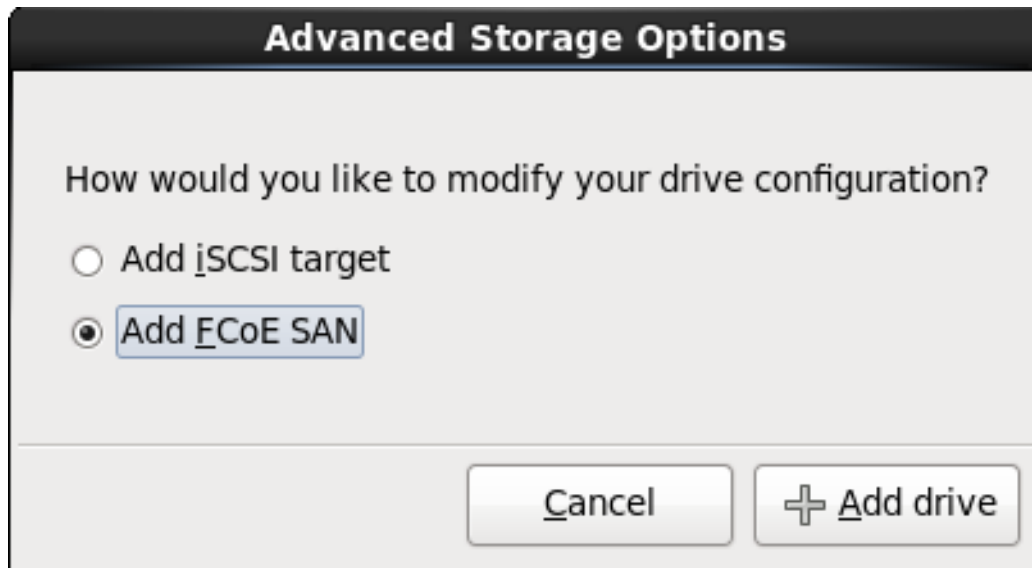 Advanced Storage Options
How would you like to modify your drive configuration?
Add iSCSI target
Add FCoE SAN
Cancel
Add drive